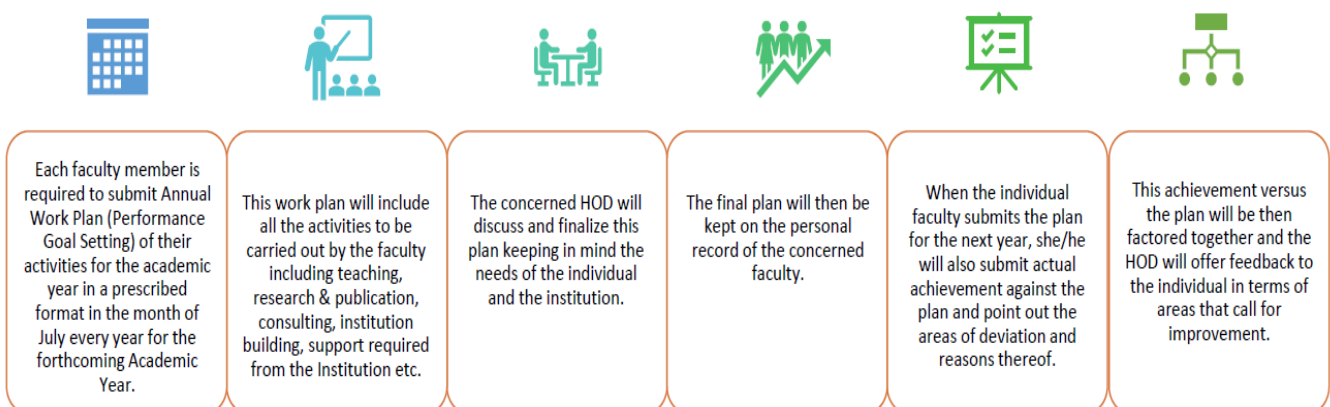 Each faculty member is
required to submit Annual
Work Plan (Performance
Goal Setting) of their
activities for the academic
year in a prescribed
format in the month of
July every year for the
forthcoming Academic
Year.
This work plan will include
all the activities to be
carried out by the faculty
including teaching,
research & publication,
consulting, institution
building, support required
from the Institution etc.
The concerned HOD will
discuss and finalize this
plan keeping in mind the
needs of the individual
and the institution.
The final plan will then be
kept on the personal
record of the concerned
faculty.
When the individual
faculty submits the plan
for the next year, she/he
will also submit actual
achievement against the
plan and point out the
areas of deviation and
reasons thereof.
This achievement versus
the plan will be then
factored together and the
HOD will offer feedback to
the individual in terms of
areas that call for
improvement.